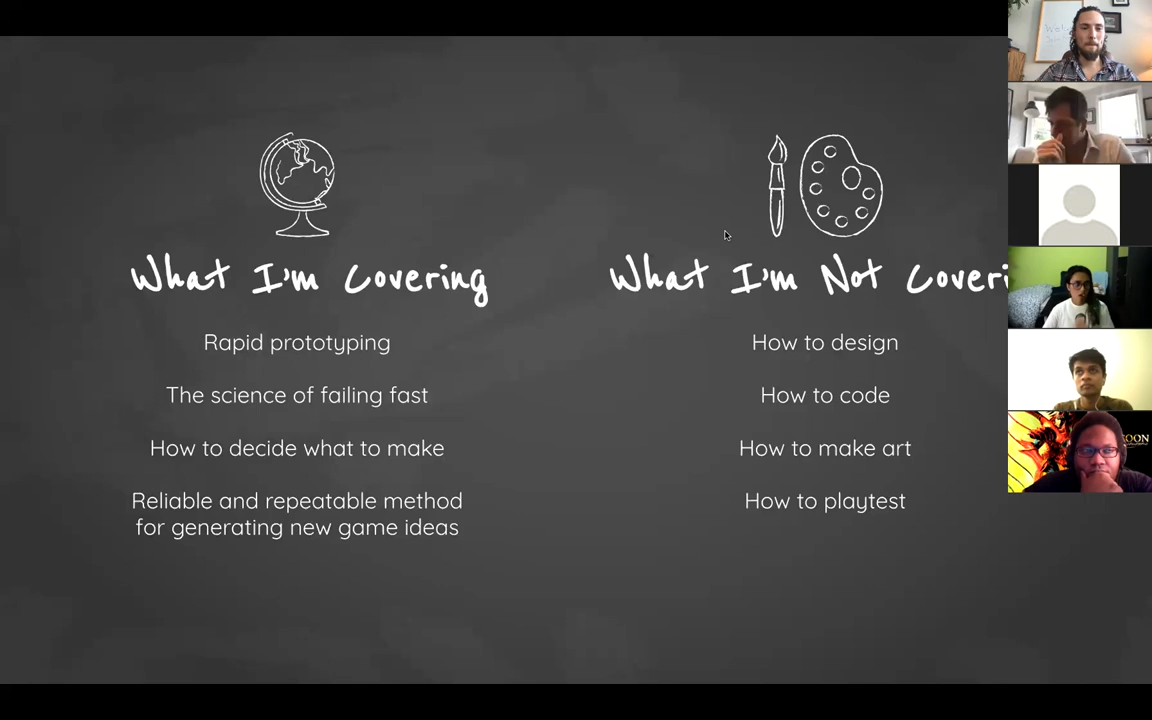 What I'm Covering
Rapid prototyping
The science of failing fast
How to decide what to make
Reliable and repeatable method
for generating new game ideas
What I'm Not Coveri
How to design
How to code
How to make art
How to playtest
OON